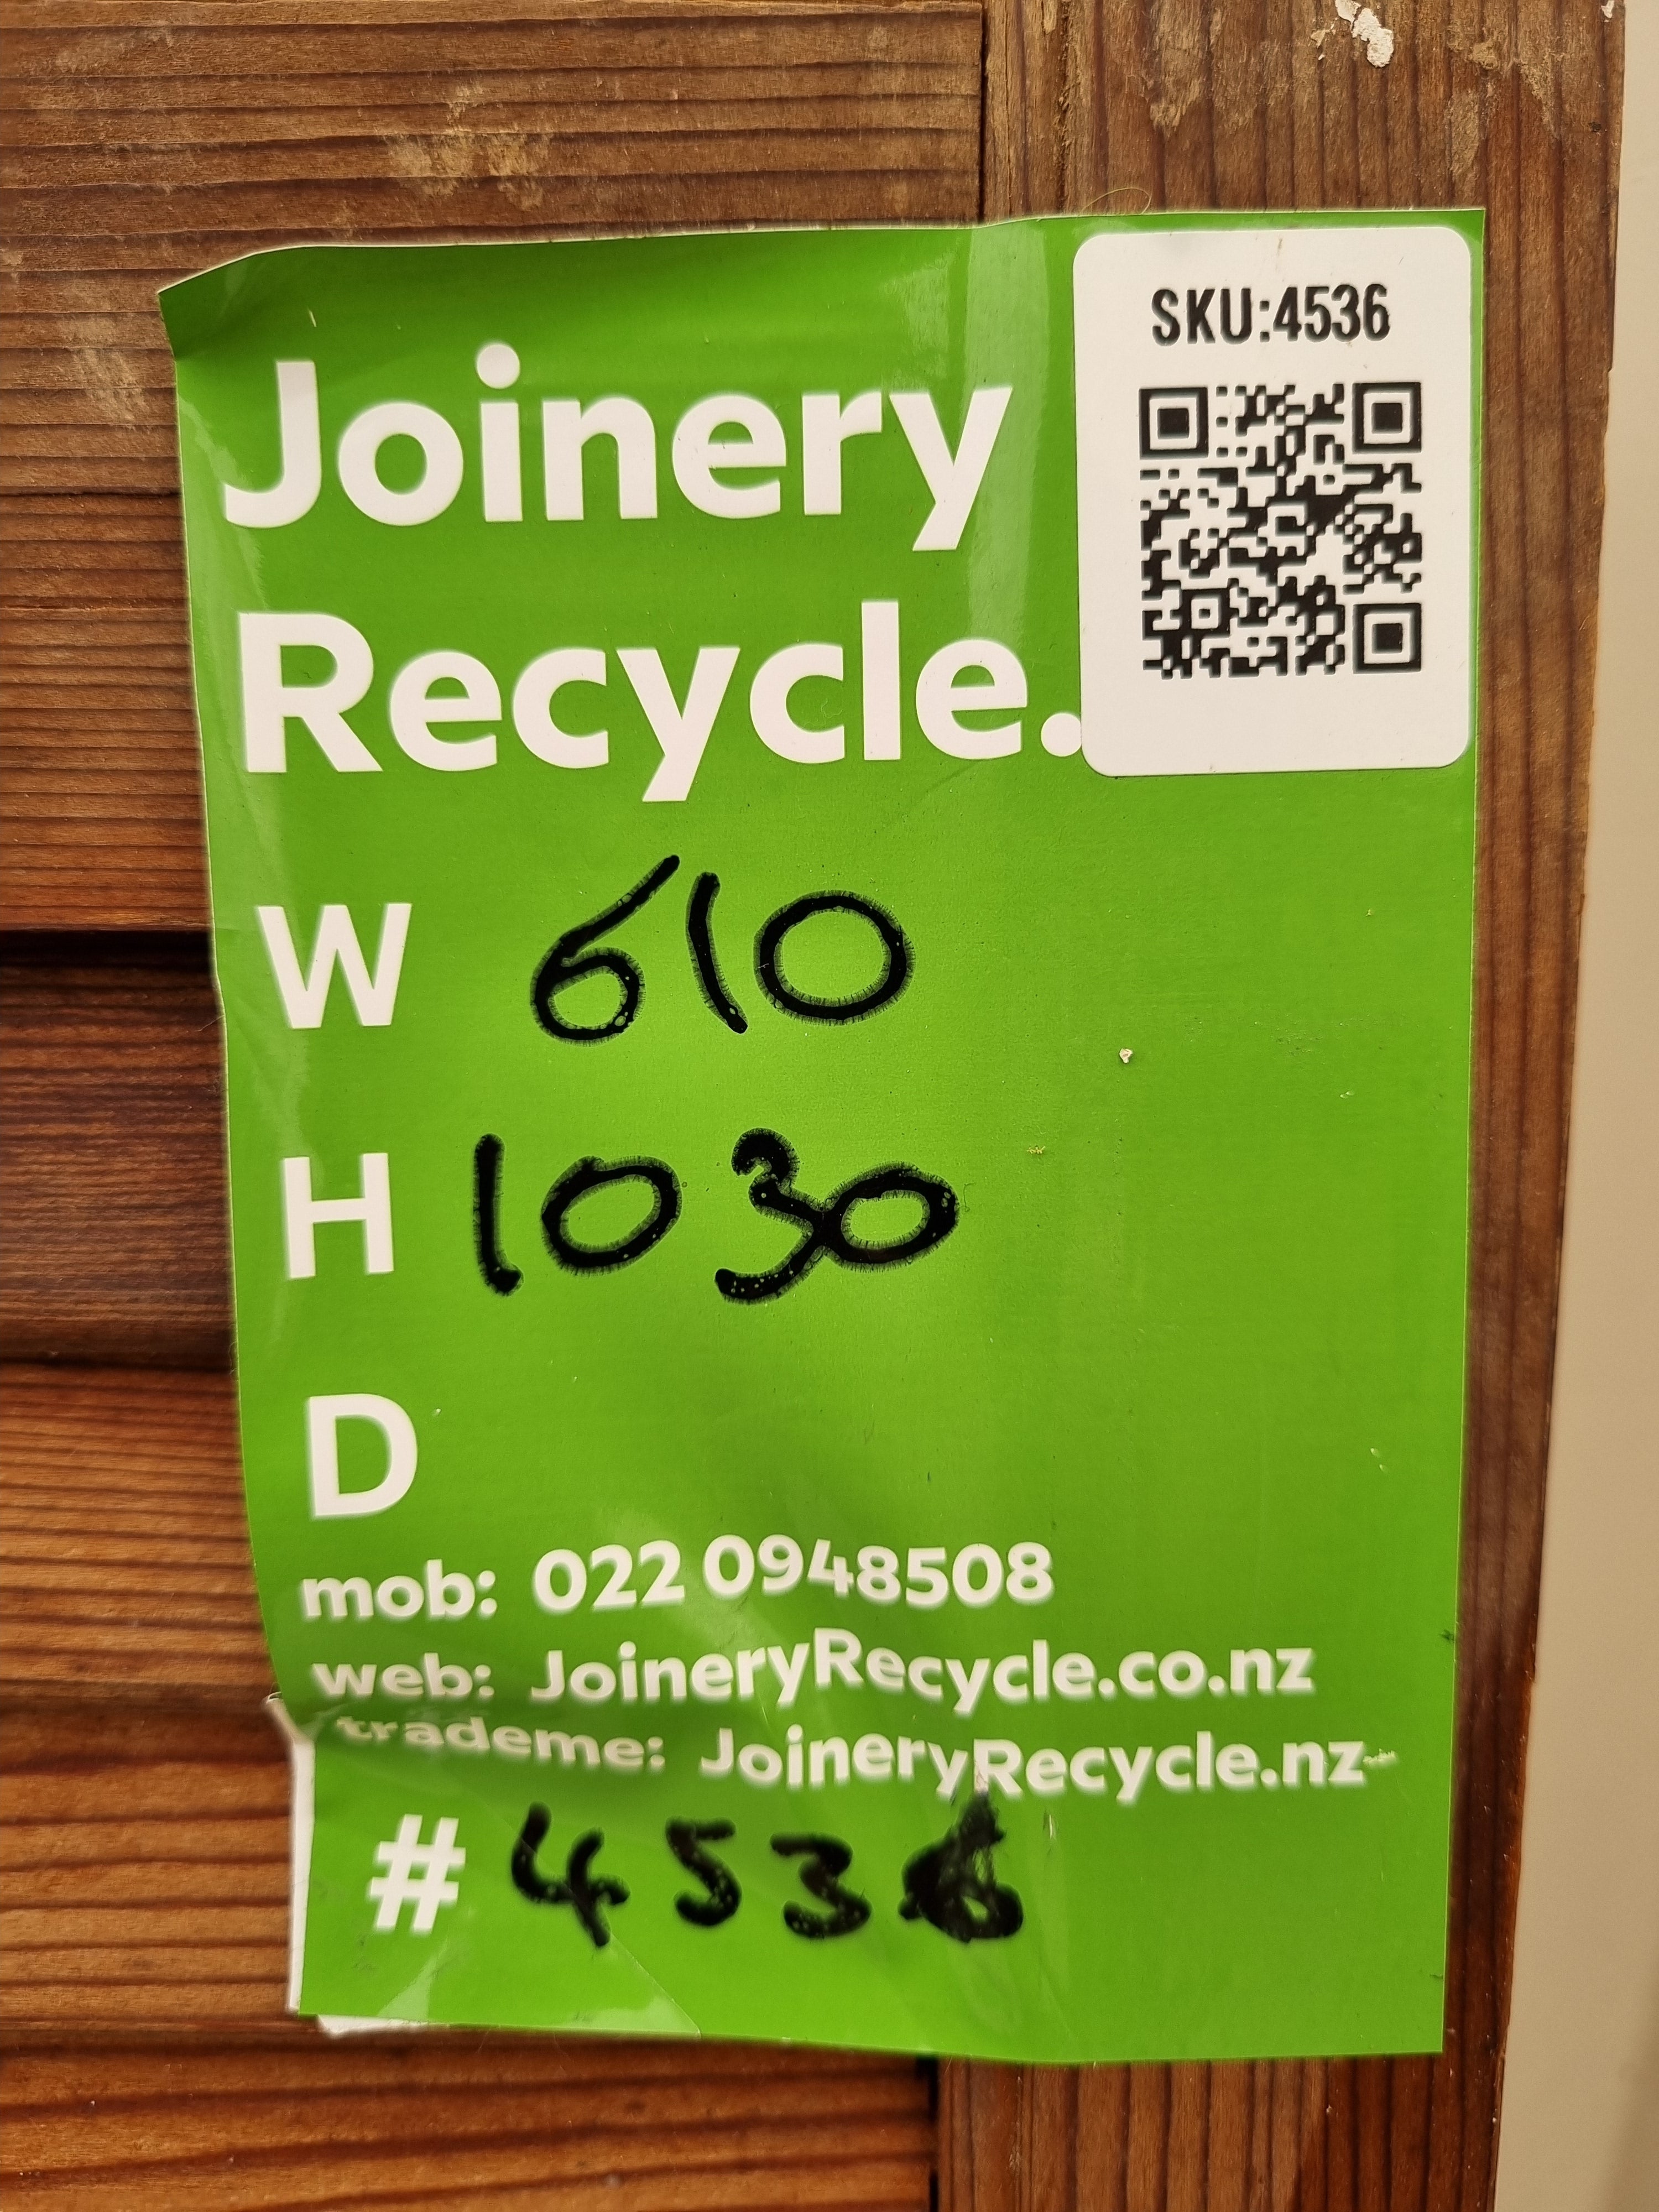 SKU:4536
Joinery
Recycle.
W 610
H 1030
D
mob: 022 0948508
web: JoineryRecycle.co.nz
trademe: JoineryRecycle.nz
# 4536